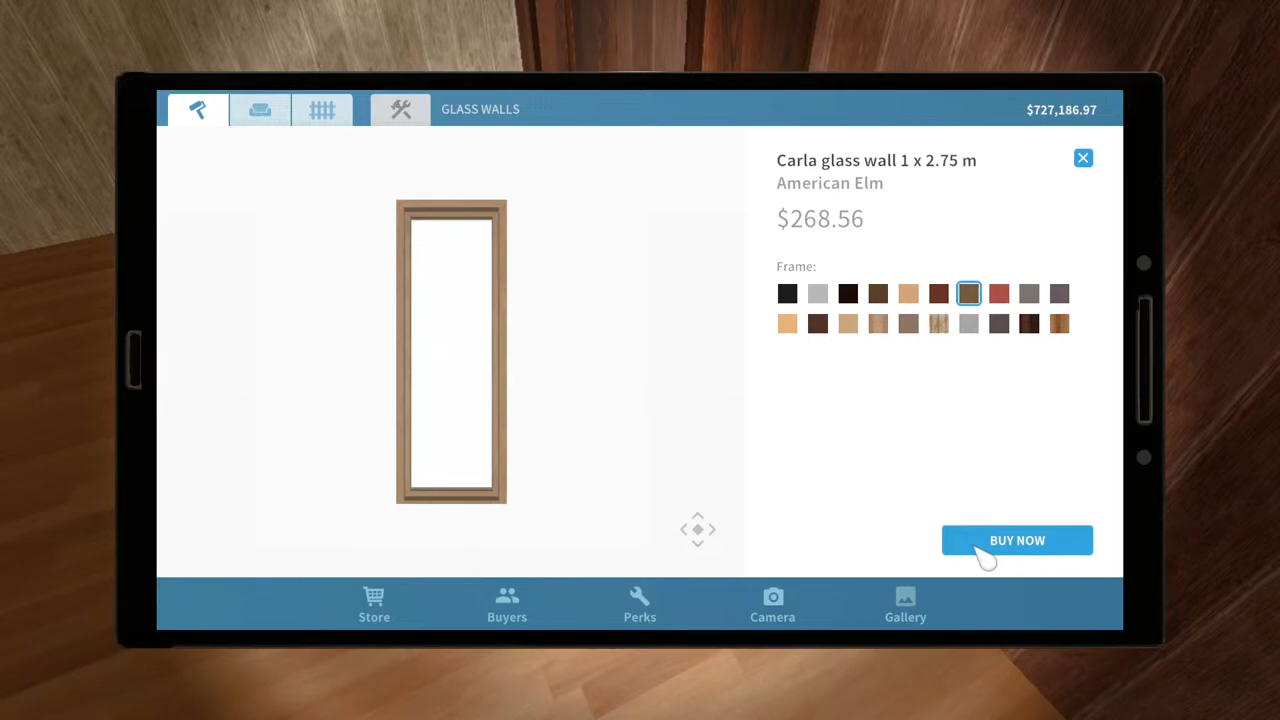 GLASS WALLS
$727,186.97
Carla glass wall 1 x 2.75 m
American Elm
$268.56
Frame:
BUY NOW
Store
Buyers
Perks
Camera
Gallery